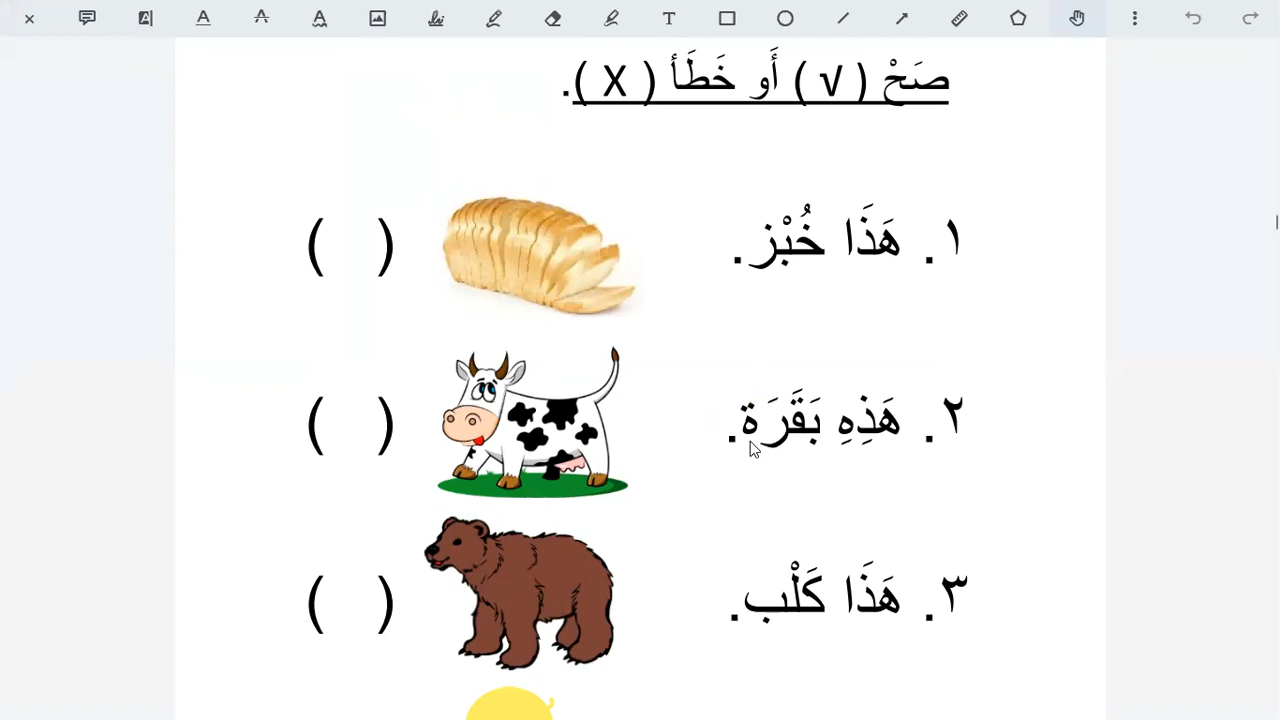 صَحْ ( √ ) أَو خَطَأ ( X ).
١. هَذَا خُبْز. ( )
٢. هَذِهِ بَقَرَة. ( )
٣. هَذَا كَلْب. ( )